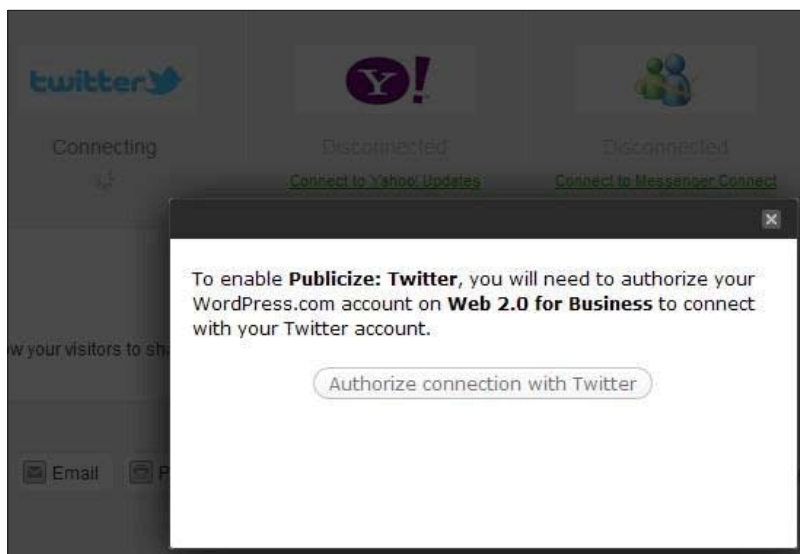 twitter
Y!
Connecting
Disconnected
Disconnected
Connect to Yahoo! Updates
Connect to Messenger Connect
To enable Publicize: Twitter, you will need to authorize your
WordPress.com account on Web 2.0 for Business to connect
with your Twitter account.
w your visitors to sh
Authorize connection with Twitter
Email
P